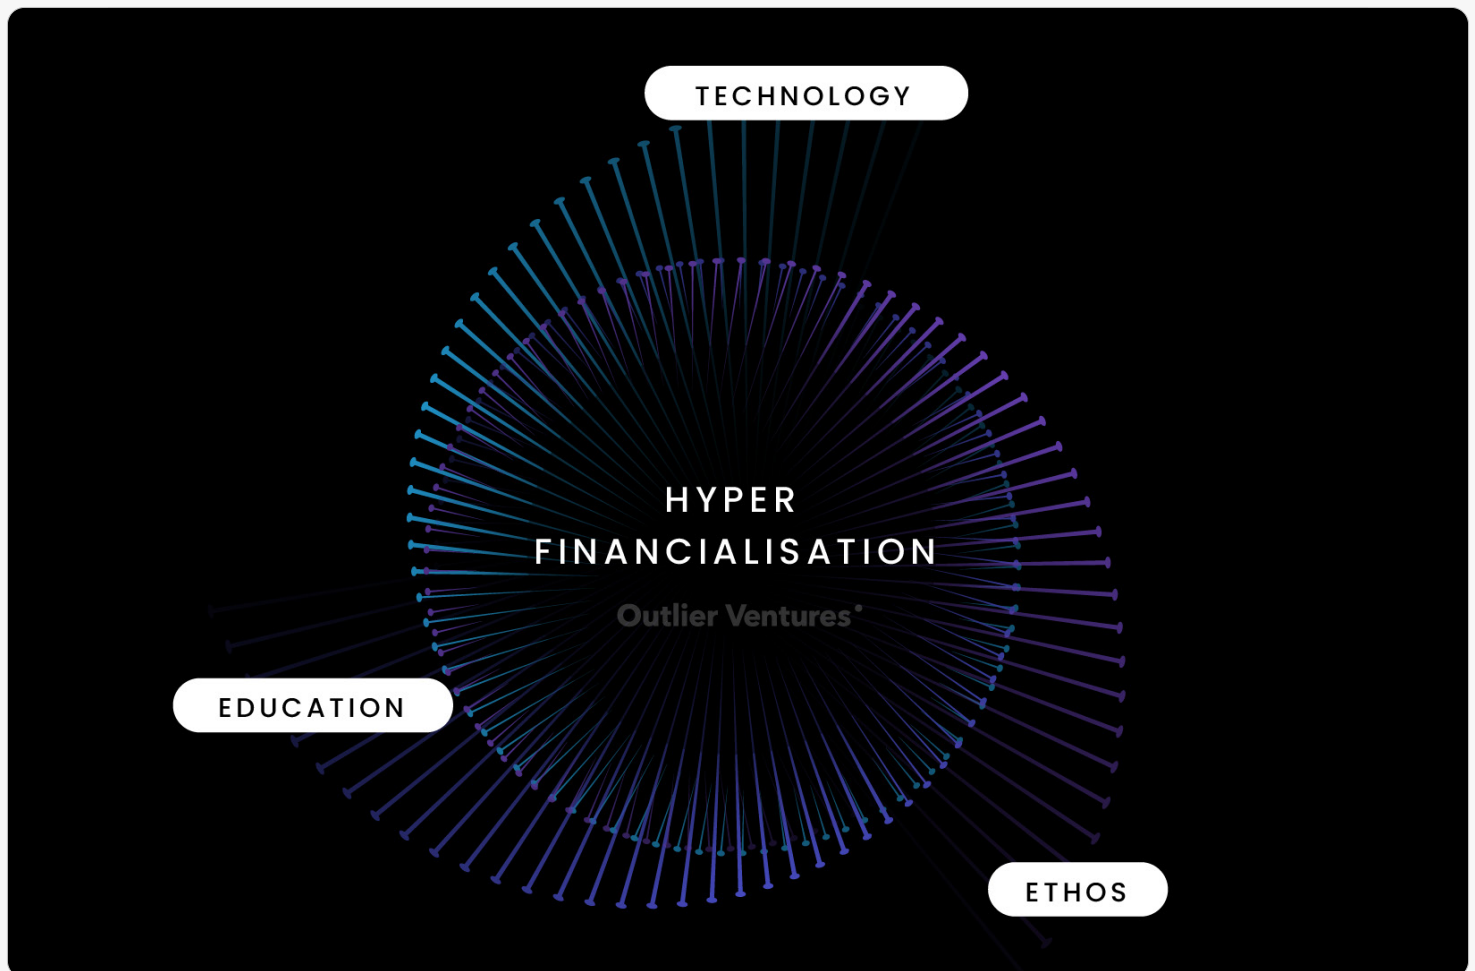 TECHNOLOGY
HYPER
FINANCIALISATION
Outlier Ventures
EDUCATION
ETHOS